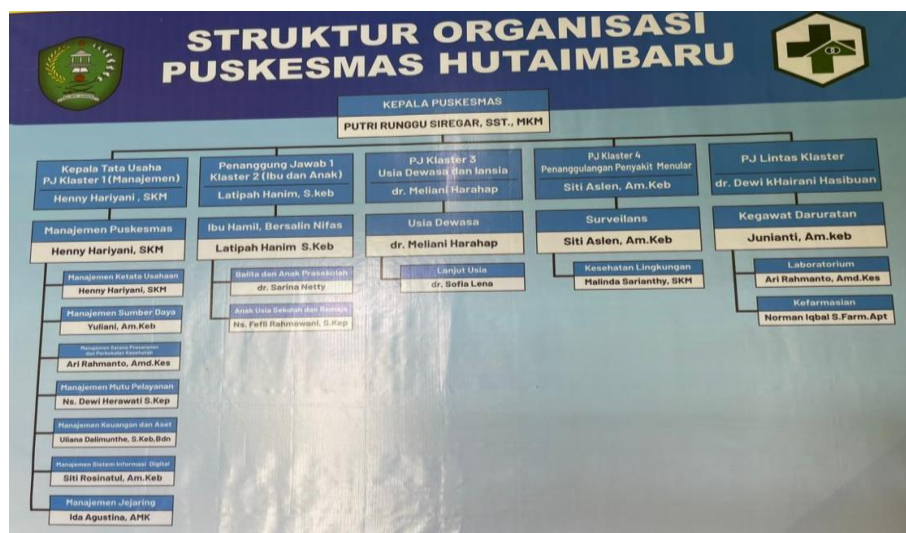 STRUKTUR ORGANISASI
PUSKESMAS HUTAIMBARU
KEPALA PUSKESMAS
PUTRI RUNGGU SIREGAR, SST., MKM
Kepala Tata Usaha
PJ Klaster 1 (Manajemen)
Henny Hariyani , SKM
Manajemen Puskesmas
Henny Hariyani, SKM
Manajemen Ketata Usahaan
Henny Hariyani, SKM
Manajemen Sumber Daya
Yuliani, Am.Keb
Manajemen Sarana Prasarana
dan Perbekalan Kesehatan
Ari Rahmanto, Amd.Kes
Manajemen Mutu Pelayanan
Ns. Dewi Herawati S.Kep
Manajemen Keuangan dan Aset
Uliana Dalimunthe, S.Keb,Bdn
Manajemen Sistem Informasi Digital
Siti Rosinatul, Am.Keb
Manajemen Jejaring
Ida Agustina, AMK
Penanggung Jawab 1
Klaster 2 (Ibu dan Anak)
Latipah Hanim, S.keb
Ibu Hamil, Bersalin Nifas
Latipah Hanim S.Keb
Balita dan Anak Prasekolah
dr. Sarina Netty
Anak Usia Sekolah dan Remaja
Ns. Fefli Rahmawani, S.Kep
PJ Klaster 3
Usia Dewasa dan lansia
dr. Meliani Harahap
Usia Dewasa
dr. Meliani Harahap
Lanjut Usia
dr. Sofia Lena
PJ Klaster 4
Penanggulangan Penyakit Menular
Siti Aslen, Am.Keb
Surveilans
Siti Aslen, Am.Keb
Kesehatan Lingkungan
Malinda Sarianthy, SKM
PJ Lintas Klaster
dr. Dewi kHairani Hasibuan
Kegawat Daruratan
Junianti, Am.keb
Laboratorium
Ari Rahmanto, Amd.Kes
Kefarmasian
Norman Iqbal S.Farm.Apt